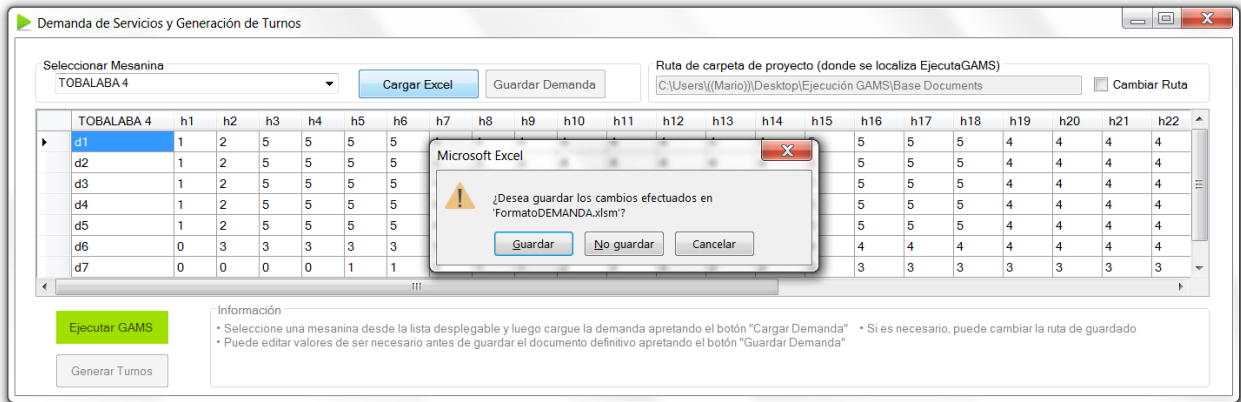 Demanda de Servicios y Generación de Turnos
Seleccionar Mesanina
Ruta de carpeta de proyecto (donde se localiza EjecutaGAMS)
TOBALABA 4 Cargar Excel Guardar Demanda C:\Users\((Mario))\Desktop\Ejecución GAMS\Base Documents Cambiar Ruta
TOBALABA 4 h1 h2 h3 h4 h5 h6 h7 h8 h9 h10 h11 h12 h13 h14 h15 h16 h17 h18 h19 h20 h21 h22
d1 1 2 5 5 5 5 5 5 5 4 4 4 4
d2 1 2 5 5 5 5 5 5 5 4 4 4 4
d3 1 2 5 5 5 5 5 5 5 4 4 4 4
d4 1 2 5 5 5 5 5 5 5 4 4 4 4
d5 1 2 5 5 5 5 5 5 5 4 4 4 4
d6 0 3 3 3 3 3 4 4 4 4 4 4 4
d7 0 0 0 0 1 1 3 3 3 3 3 3 3
Microsoft Excel
¿Desea guardar los cambios efectuados en
'FormatoDEMANDA.xlsm'?
Guardar No guardar Cancelar
Ejecutar GAMS
Generar Turnos
Información
• Seleccione una mesanina desde la lista desplegable y luego cargue la demanda apretando el botón "Cargar Demanda" • Si es necesario, puede cambiar la ruta de guardado
• Puede editar valores de ser necesario antes de guardar el documento definitivo apretando el botón "Guardar Demanda"